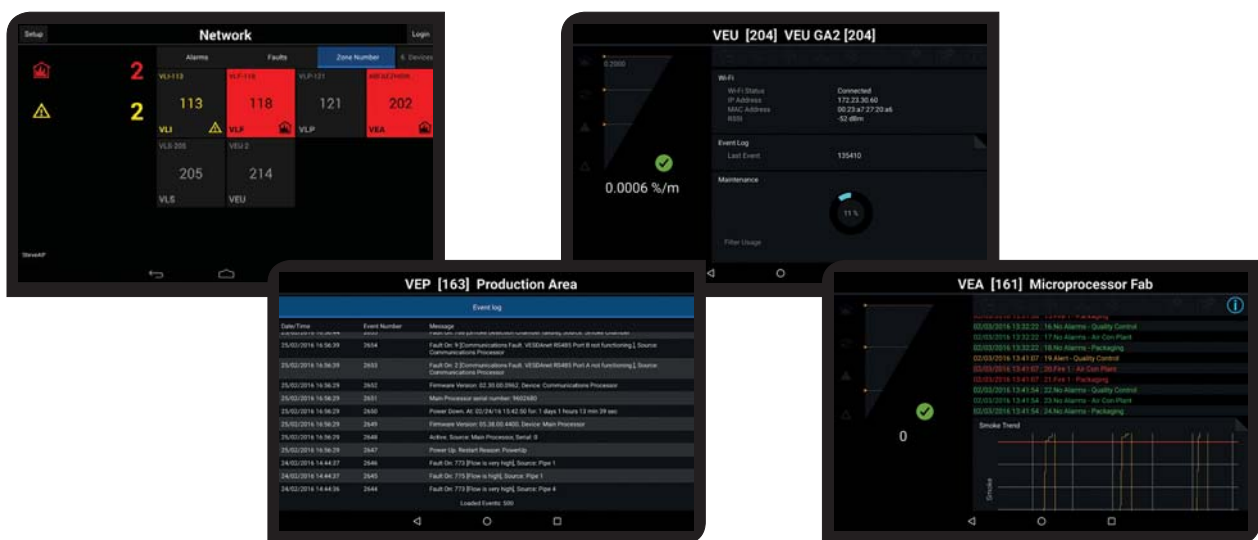 Setup
Network
Login
Alarms
Faults
Zone Number
6 Devices
2
2
VLI-113
VLF-118
VLP-121
113
118
121
202
VLI
VLF
VLP
VEA
VLS-205
VEU-2
205
214
VLS
VEU
SteveAtP
VEU [204] VEU GA2 [204]
0.2000
0.0006 %/m
Wi-Fi
Wi-Fi Status Connected
IP Address 172.23.30.60
MAC Address 00:23:a7:27:20:a6
RSSI -52 dBm
Event Log
Last Event 135410
Maintenance
11 %
Filter Usage
VEP [163] Production Area
Event log
Date/Time Event Number Message
25/02/2016 16:56:39 2654 Fault On: 9 [Communications Fault, VESDAnet RS485 Port B not functioning.], Source:
Communications Processor
25/02/2016 16:56:39 2653 Fault On: 2 [Communications Fault, VESDAnet RS485 Port A not functioning.], Source:
Communications Processor
25/02/2016 16:56:29 2652 Firmware Version: 02.30.00.0962, Device: Communications Processor
25/02/2016 16:56:29 2651 Main Processor serial number: 9602680
25/02/2016 16:56:29 2650 Power Down. At: 02/24/16 15:42:50 for: 1 days 1 hours 13 min 39 sec
25/02/2016 16:56:29 2649 Firmware Version: 05.38.00.4400, Device: Main Processor
25/02/2016 16:56:29 2648 Active. Source: Main Processor, Serial: 0
25/02/2016 16:56:29 2647 Power Up. Restart Reason: PowerUp
24/02/2016 14:44:37 2646 Fault On: 773 [Flow is very high], Source: Pipe 1
24/02/2016 14:44:37 2645 Fault On: 775 [Flow is high], Source: Pipe 1
24/02/2016 14:44:36 2644 Fault On: 773 [Flow is very high], Source: Pipe 4
Loaded Events: 500
VEA [161] Microprocessor Fab
0
02/03/2016 13:32:22 : 16.No Alarms - Quality Control
02/03/2016 13:32:22 : 17.No Alarms - Air Con Plant
02/03/2016 13:32:22 : 18.No Alarms - Packaging
02/03/2016 13:41:07 : 19.Alert - Quality Control
02/03/2016 13:41:07 : 20.Fire 1 - Air Con Plant
02/03/2016 13:41:07 : 21.Fire 1 - Packaging
02/03/2016 13:41:54 : 22.No Alarms - Quality Control
02/03/2016 13:41:54 : 23.No Alarms - Air Con Plant
02/03/2016 13:41:54 : 24.No Alarms - Packaging
Smoke Trend
Smoke